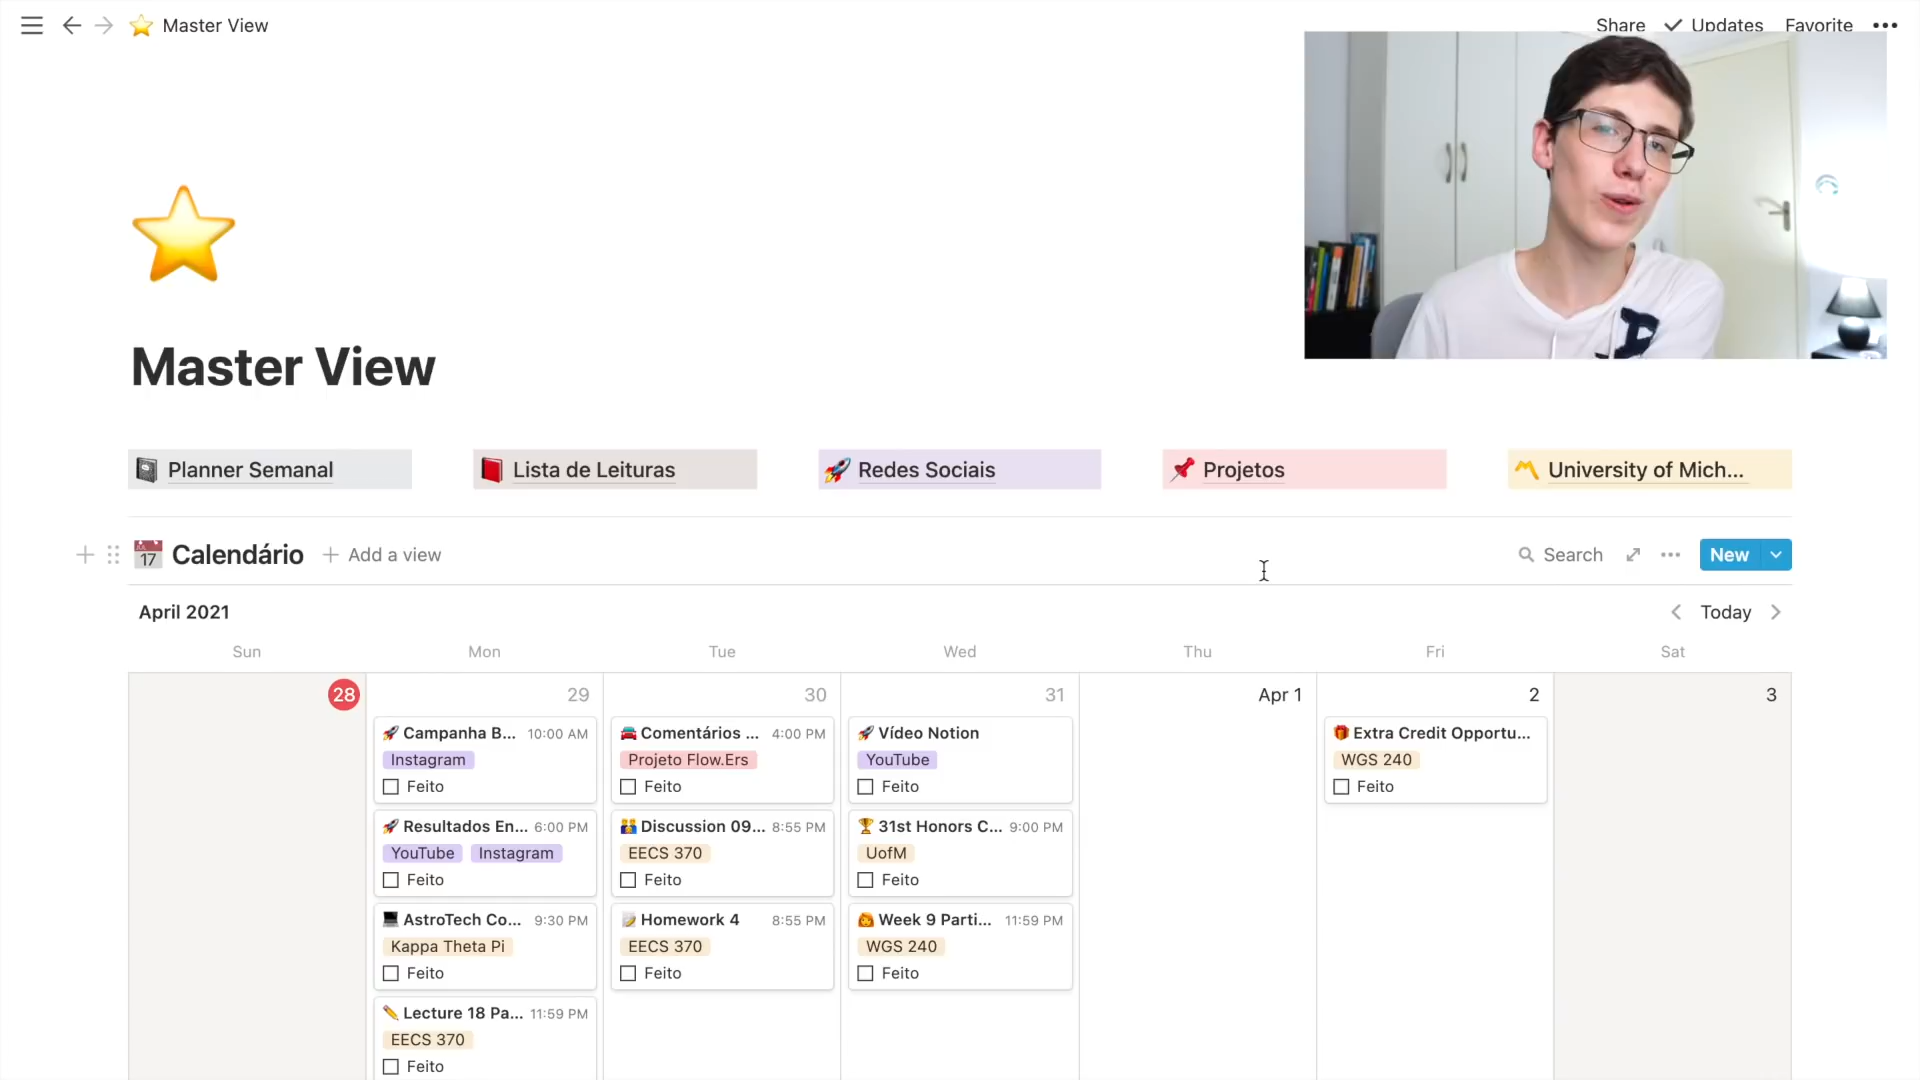 Master View
Share Updates Favorite
Master View
Planner Semanal
Lista de Leituras
Redes Sociais
Projetos
University of Mich...
17 Calendário
Add a view
Search
New
April 2021
Today
Sun Mon Tue Wed Thu Fri Sat
28 29 30 31 Apr 1 2 3
Campanha B... 10:00 AM
Instagram
Feito
Resultados En... 6:00 PM
YouTube Instagram
Feito
AstroTech Co... 9:30 PM
Kappa Theta Pi
Feito
Lecture 18 Pa... 11:59 PM
EECS 370
Feito
Comentários ... 4:00 PM
Projeto Flow.Ers
Feito
Discussion 09... 8:55 PM
EECS 370
Feito
Homework 4 8:55 PM
EECS 370
Feito
Vídeo Notion
YouTube
Feito
31st Honors C... 9:00 PM
UofM
Feito
Week 9 Parti... 11:59 PM
WGS 240
Feito
Extra Credit Opportu...
WGS 240
Feito